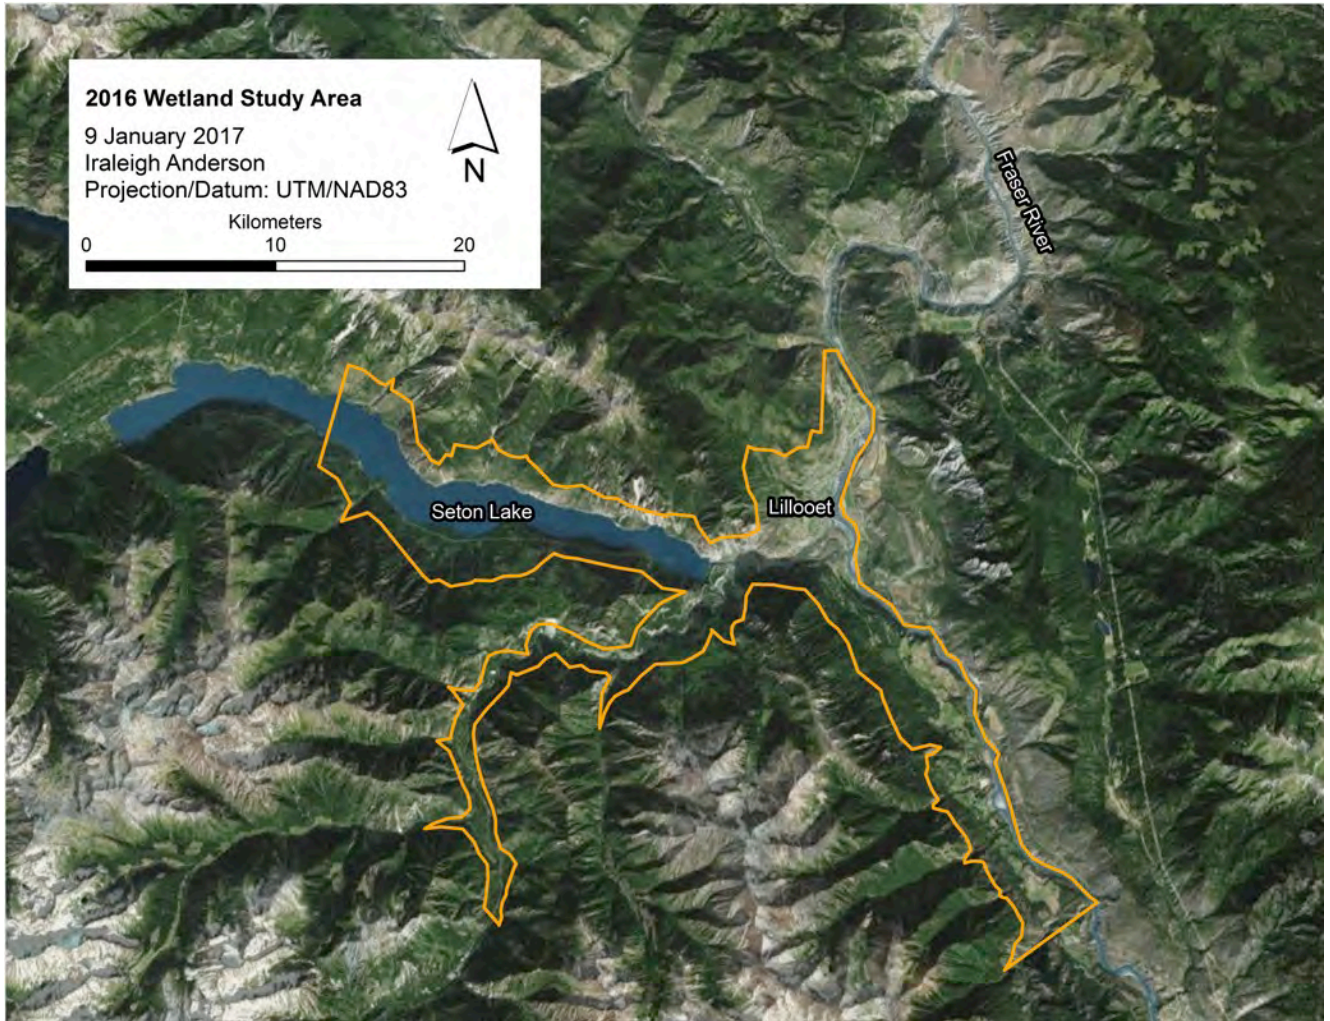 2016 Wetland Study Area
9 January 2017
Iraleigh Anderson
Projection/Datum: UTM/NAD83
N
Kilometers
0 10 20
Fraser River
Seton Lake
Lillooet